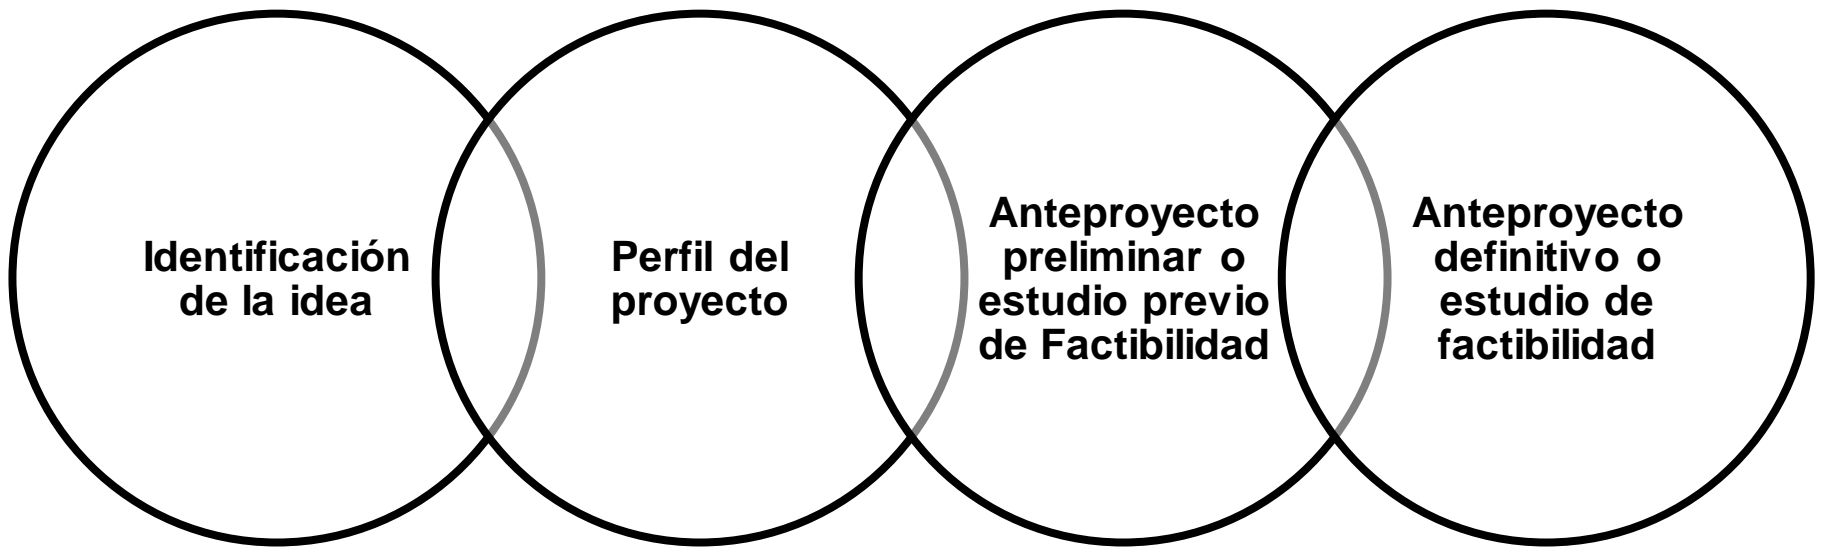 Identificación
de la idea
Perfil del
proyecto
Anteproyecto
preliminar o
estudio previo
de Factibilidad
Anteproyecto
definitivo o
estudio de
factibilidad